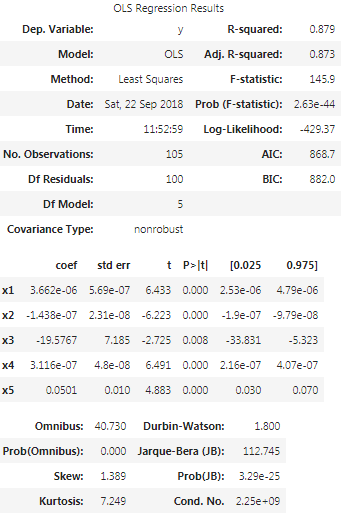 OLS Regression Results
Dep. Variable: y R-squared: 0.879
Model: OLS Adj. R-squared: 0.873
Method: Least Squares F-statistic: 145.9
Date: Sat, 22 Sep 2018 Prob (F-statistic): 2.63e-44
Time: 11:52:59 Log-Likelihood: -429.37
No. Observations: 105 AIC: 868.7
Df Residuals: 100 BIC: 882.0
Df Model: 5
Covariance Type: nonrobust
coef std err t P>|t| [0.025 0.975]
x1 3.662e-06 5.69e-07 6.433 0.000 2.53e-06 4.79e-06
x2 -1.438e-07 2.31e-08 -6.223 0.000 -1.9e-07 -9.79e-08
x3 -19.5767 7.185 -2.725 0.008 -33.831 -5.323
x4 3.116e-07 4.8e-08 6.491 0.000 2.16e-07 4.07e-07
x5 0.0501 0.010 4.883 0.000 0.030 0.070
Omnibus: 40.730 Durbin-Watson: 1.800
Prob(Omnibus): 0.000 Jarque-Bera (JB): 112.745
Skew: 1.389 Prob(JB): 3.29e-25
Kurtosis: 7.249 Cond. No. 2.25e+09